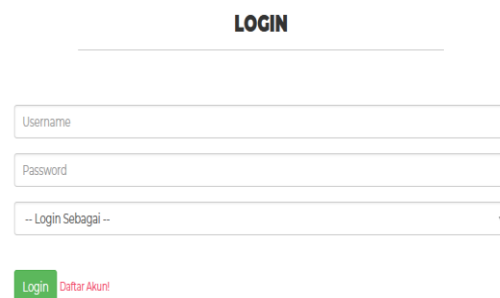 LOGIN
Username
Password
-- Login Sebagai --
Login Daftar Akun!